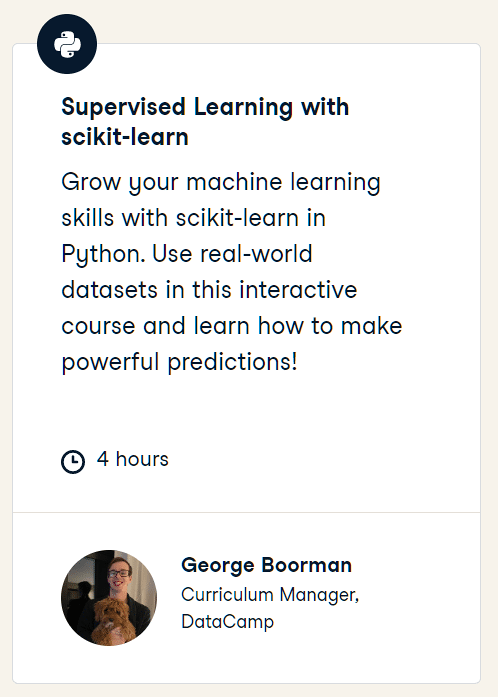 Supervised Learning with
scikit-learn
Grow your machine learning
skills with scikit-learn in
Python. Use real-world
datasets in this interactive
course and learn how to make
powerful predictions!
4 hours
George Boorman
Curriculum Manager,
DataCamp